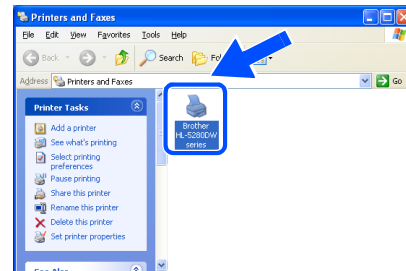 Printers and Faxes
File Edit View Favorites Tools Help
Back Search
Address Printers and Faxes Go
Printer Tasks
Add a printer
See what's printing
Select printing
preferences
Pause printing
Share this printer
Rename this printer
Delete this printer
Set printer properties
Brother
HL-5280DW
series